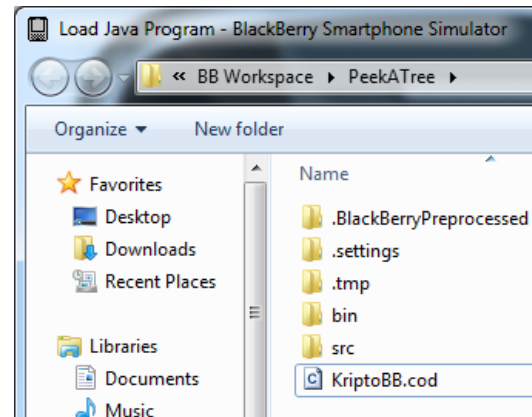 Load Java Program - BlackBerry Smartphone Simulator
« BB Workspace PeekATree
Organize New folder
Favorites
Desktop
Downloads
Recent Places
Libraries
Documents
Music
Name
.BlackBerryPreprocessed
.settings
.tmp
bin
src
KriptoBB.cod